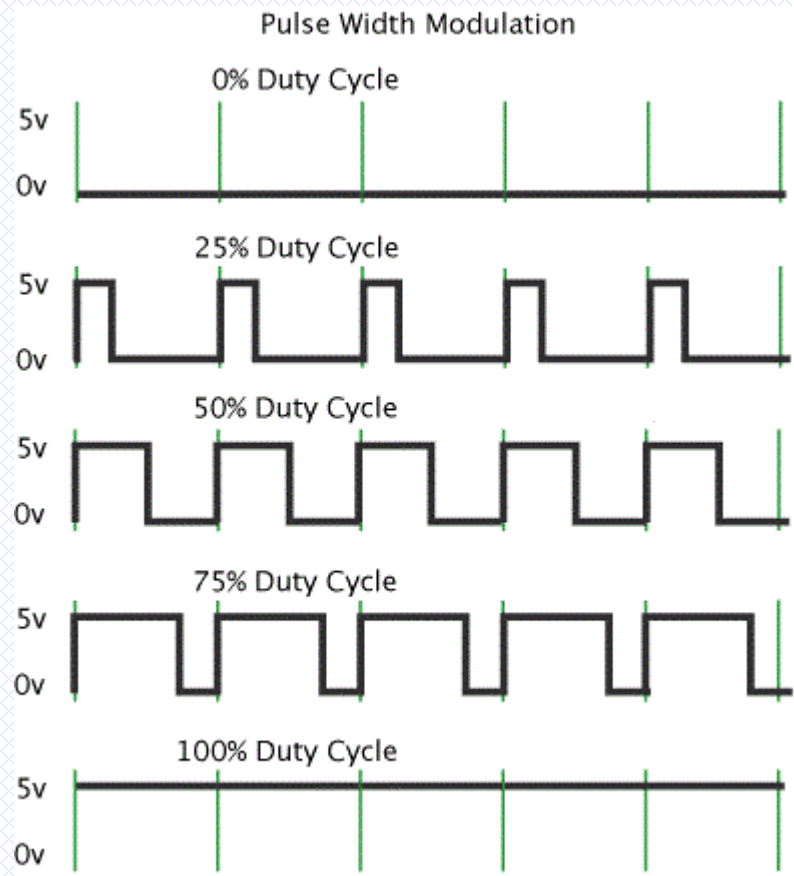 Pulse Width Modulation
0% Duty Cycle
5v
0v
25% Duty Cycle
5v
0v
50% Duty Cycle
5v
0v
75% Duty Cycle
5v
0v
100% Duty Cycle
5v
0v